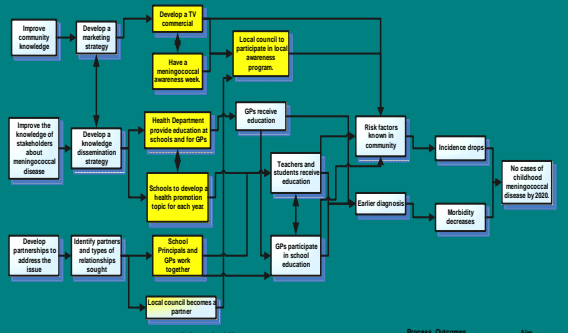 Develop a TV
commercial
Improve
community
knowledge
Develop a
marketing
strategy
Have a
meningococcal
awareness week.
Local council to
participate in local
awareness
program.
Improve the
knowledge of
stakeholders
about
meningococcal
disease
Develop a
knowledge
dissemination
strategy
Health Department
provide education at
schools and for GPs
GPs receive
education
Schools to develop a
health promotion
topic for each year.
Teachers and
students receive
education
Risk factors
known in
community
Incidence drops
Earlier diagnosis
Morbidity
decreases
No cases of
childhood
meningococcal
disease by 2020.
Develop
partnerships to
address the
issue
Identify partners
and types of
relationships
sought
School
Principals and
GPs work
together
GPs participate
in school
education
Local council becomes a
partner
Process Outcomes
Aim